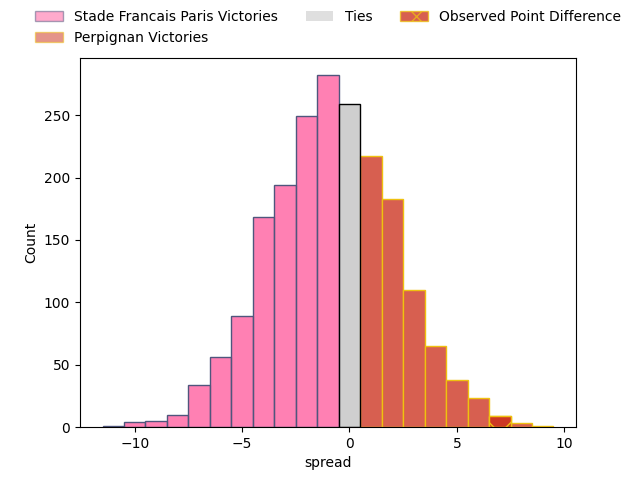 Stade Francais Paris Victories
Ties
Observed Point Difference
Perpignan Victories
Count
250
200
150
100
50
0
−10
−5
0
5
10
spread